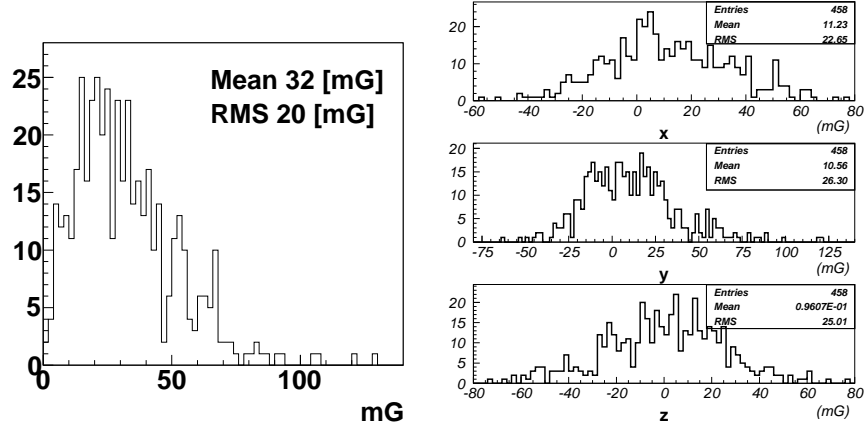 Mean 32 [mG]
RMS 20 [mG]
25
20
15
10
5
0
0 50 100
mG
Entries 458
Mean 11.23
RMS 22.65
20
10
0
-60 -40 -20 0 20 40 60 80
x (mG)
Entries 458
Mean 10.56
RMS 26.30
20
15
10
5
0
-75 -50 -25 0 25 50 75 100 125
y (mG)
Entries 458
Mean 0.9607E-01
RMS 25.01
20
15
10
5
0
-80 -60 -40 -20 0 20 40 60 80
z (mG)